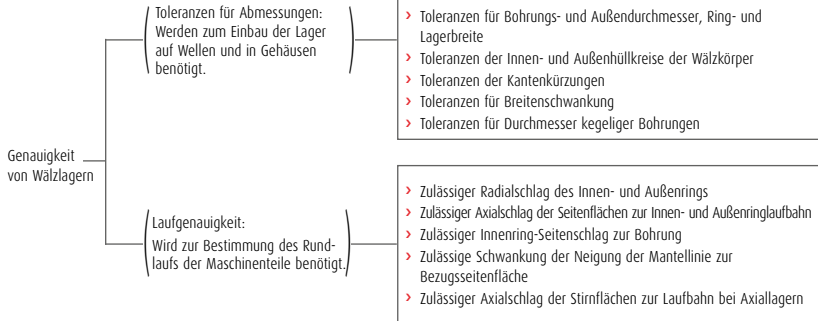 Genauigkeit
von Wälzlagern
Toleranzen für Abmessungen:
Werden zum Einbau der Lager
auf Wellen und in Gehäusen
benötigt.
› Toleranzen für Bohrungs- und Außendurchmesser, Ring- und
Lagerbreite
› Toleranzen der Innen- und Außenhüllkreise der Wälzkörper
› Toleranzen der Kantenkürzungen
› Toleranzen für Breitenschwankung
› Toleranzen für Durchmesser kegeliger Bohrungen
Laufgenauigkeit:
Wird zur Bestimmung des Rund-
laufs der Maschinenteile benötigt.
› Zulässiger Radialschlag des Innen- und Außenrings
› Zulässiger Axialschlag der Seitenflächen zur Innen- und Außenringlaufbahn
› Zulässiger Innenring-Seitenschlag zur Bohrung
› Zulässige Schwankung der Neigung der Mantellinie zur
Bezugsseitenfläche
› Zulässiger Axialschlag der Stirnflächen zur Laufbahn bei Axiallagern